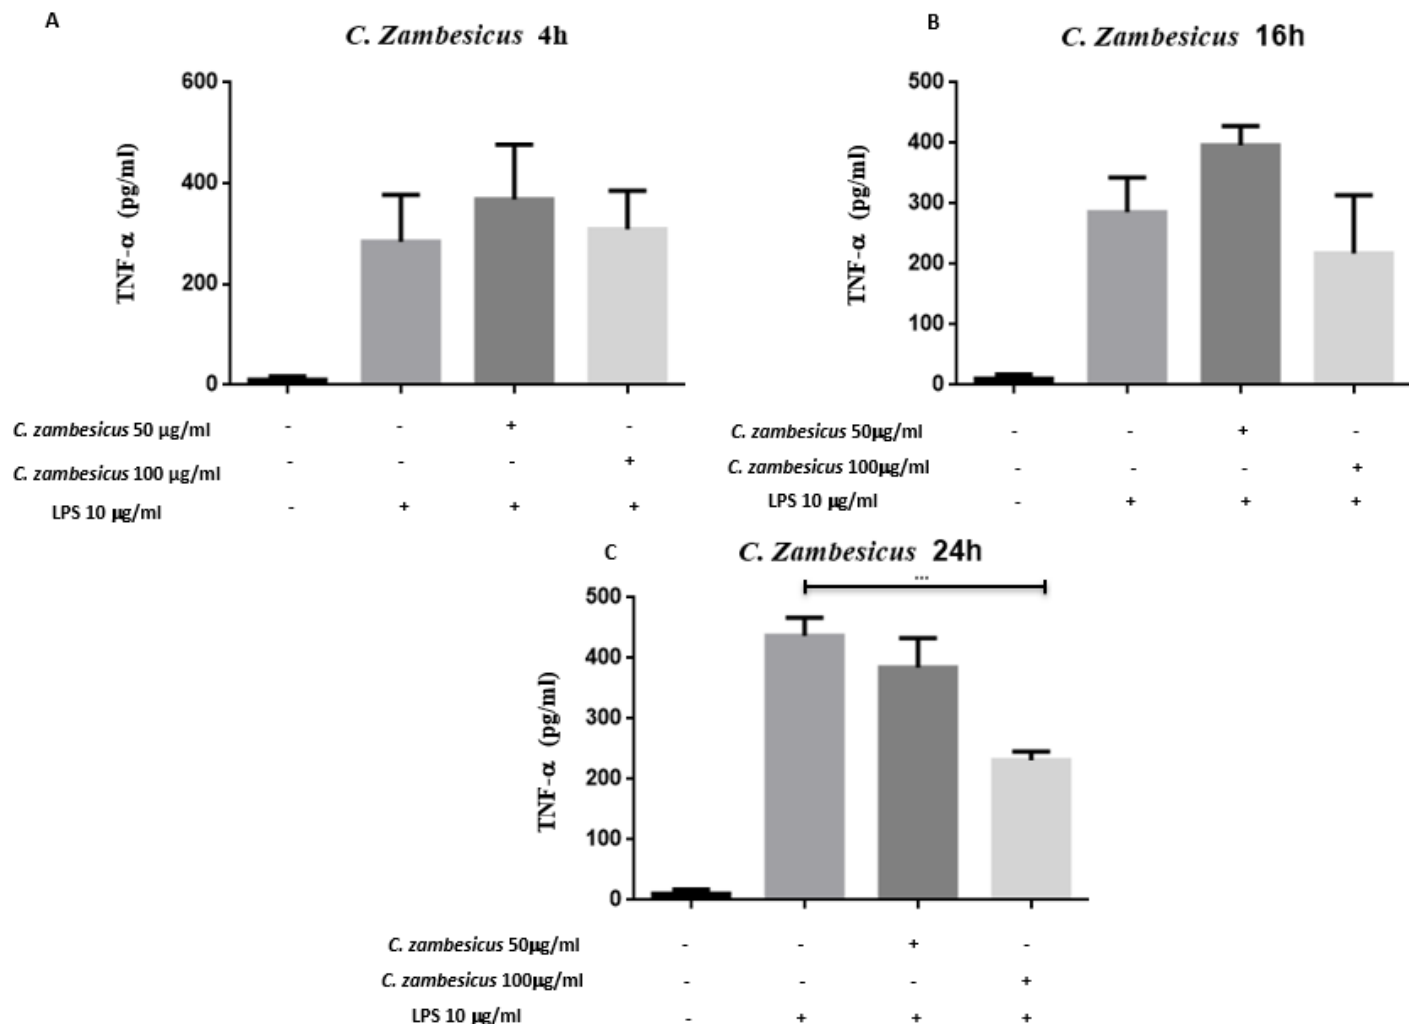 A
C. Zambesicus 4h
600
400
200
0
TNF-α (pg/ml)
C. zambesicus 50 µg/ml - - + -
C. zambesicus 100 µg/ml - - - +
LPS 10 µg/ml - + + +
B
C. Zambesicus 16h
500
400
300
200
100
0
TNF-α (pg/ml)
C. zambesicus 50µg/ml - - + -
C. zambesicus 100µg/ml - - - +
LPS 10 µg/ml - + + +
C
C. Zambesicus 24h
***
500
400
300
200
100
0
TNF-α (pg/ml)
C. zambesicus 50µg/ml - - + -
C. zambesicus 100µg/ml - - - +
LPS 10 µg/ml - + + +